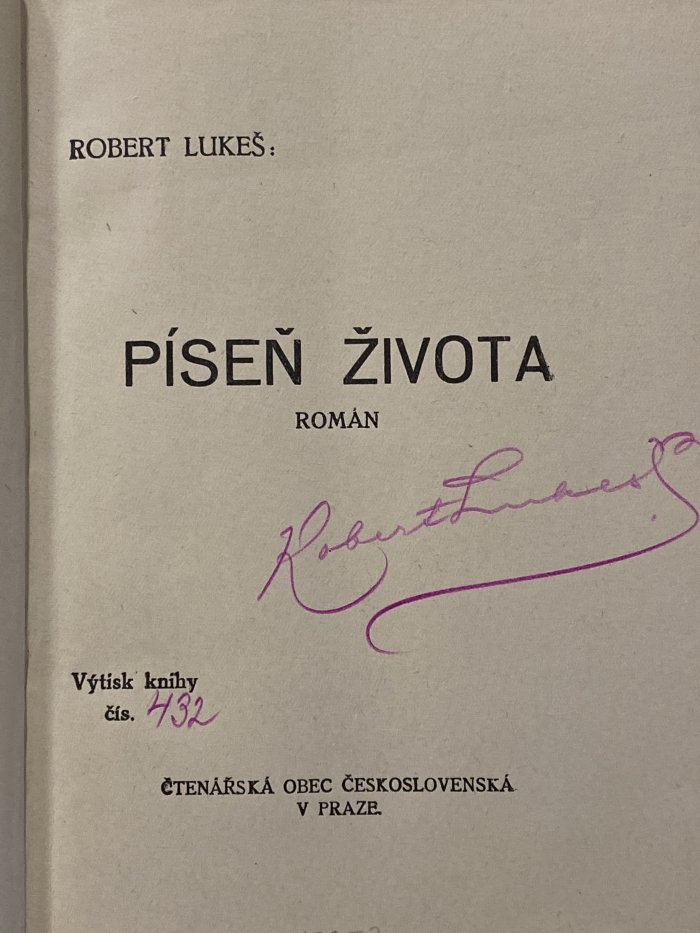 ROBERT LUKEŠ:
PÍSEŇ ŽIVOTA
ROMÁN
Robert Lukeš
Výtisk knihy
čís. 432
ČTENÁŘSKÁ OBEC ČESKOSLOVENSKÁ
V PRAZE.